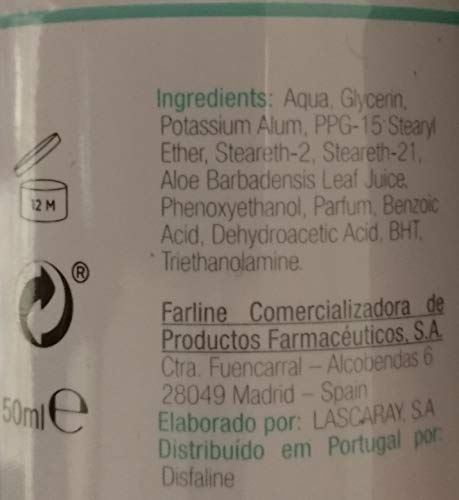 Ingredients: Aqua, Glycerin,
Potassium Alum, PPG-15 Stearyl
Ether, Steareth-2, Steareth-21,
Aloe Barbadensis Leaf Juice,
Phenoxyethanol, Parfum, Benzoic
Acid, Dehydroacetic Acid, BHT,
Triethanolamine.
12 M
®
Farline Comercializadora de
Productos Farmacéuticos, S.A.
Ctra. Fuencarral – Alcobendas 6
28049 Madrid – Spain
50ml e
Elaborado por: LASCARAY, S.A
Distribuído em Portugal por:
Disfaline